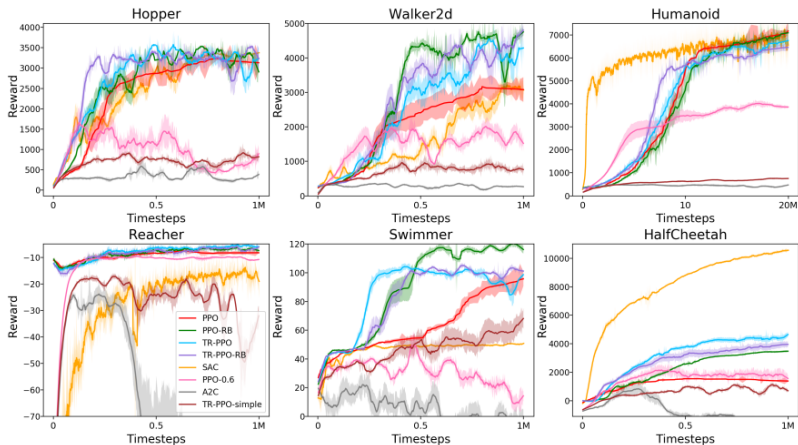 Hopper
Reward
4000
3500
3000
2500
2000
1500
1000
500
0
0
0.5
1M
Timesteps
Walker2d
Reward
5000
4000
3000
2000
1000
0
0
0.5
1M
Timesteps
Humanoid
Reward
7000
6000
5000
4000
3000
2000
1000
0
0
10
20M
Timesteps
Reacher
Reward
−10
−20
−30
−40
−50
−60
−70
0
0.5
1M
Timesteps
PPO
PPO-RB
TR-PPO
TR-PPO-RB
SAC
PPO-0.6
A2C
TR-PPO-simple
Swimmer
Reward
120
100
80
60
40
20
0
0
0.5
1M
Timesteps
HalfCheetah
Reward
10000
8000
6000
4000
2000
0
0
0.5
1M
Timesteps